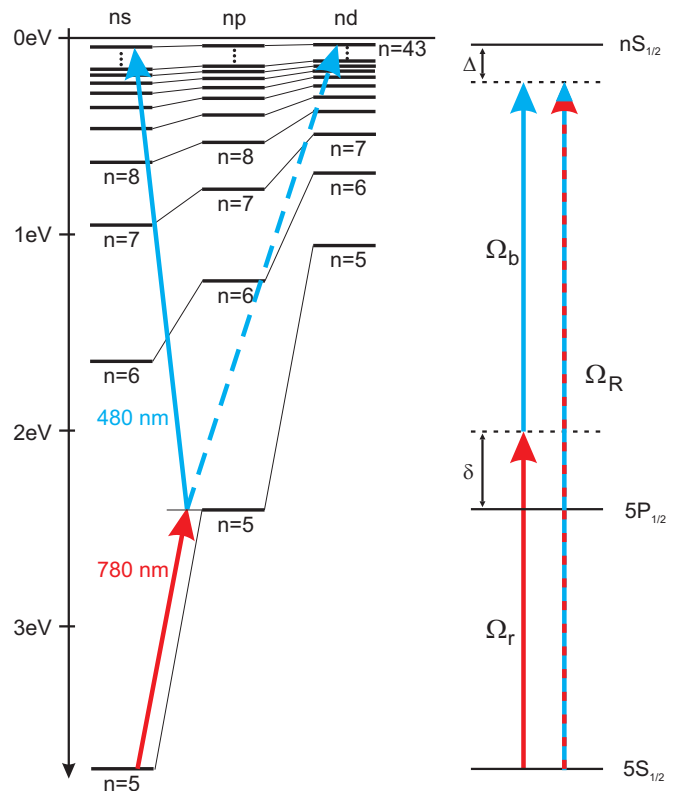 ns np nd
0eV
n=43
n=8
n=8
n=7
n=7
n=7
n=6
1eV
n=5
n=6
n=6
480 nm
2eV
n=5
780 nm
3eV
n=5
nS1/2
Δ
Ωb
ΩR
δ
5P1/2
Ωr
5S1/2